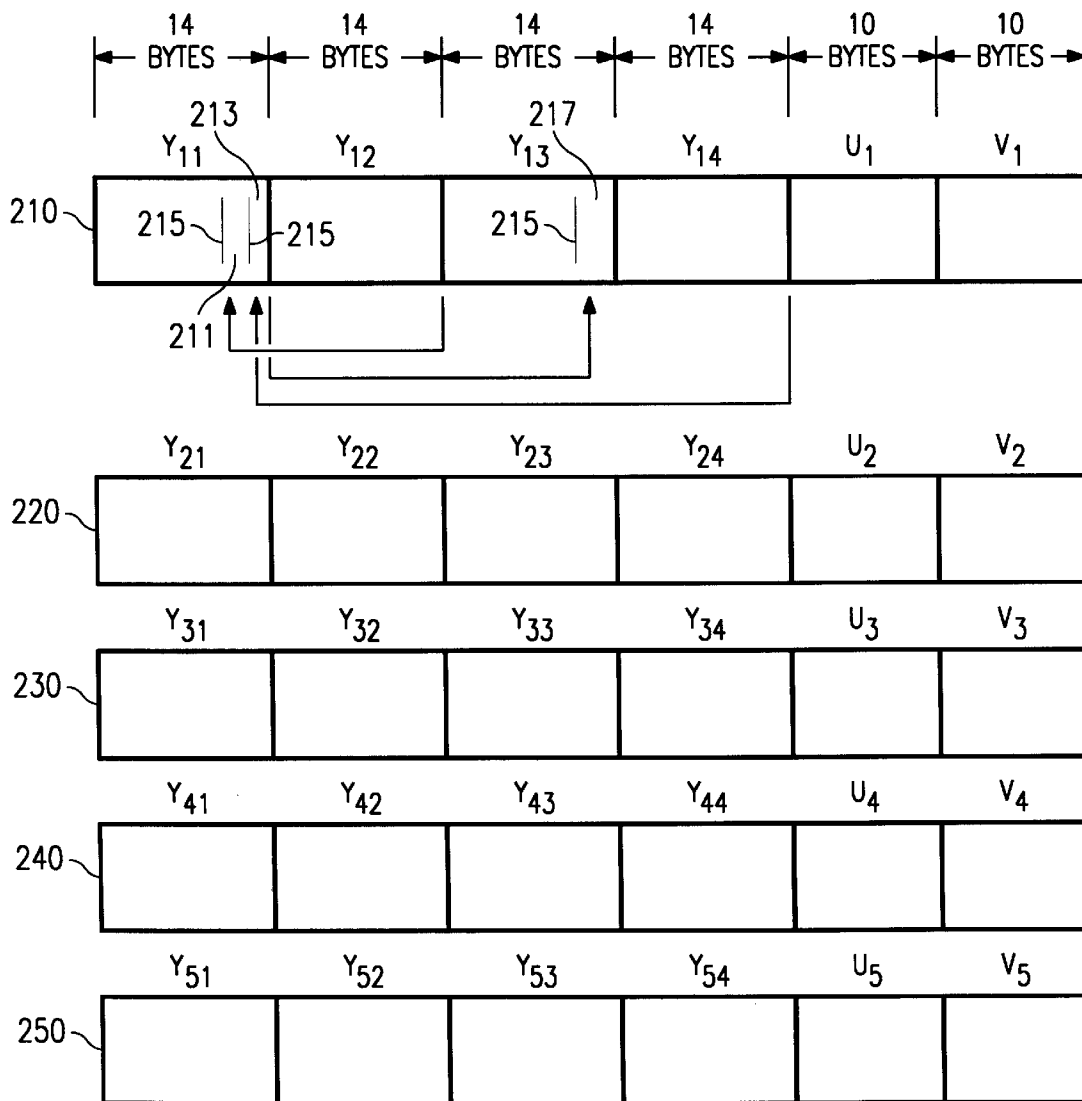 14 BYTES 14 BYTES 14 BYTES 14 BYTES 10 BYTES 10 BYTES
213 217
Y11 Y12 Y13 Y14 U1 V1
210 215 215 215
211
Y21 Y22 Y23 Y24 U2 V2
220
Y31 Y32 Y33 Y34 U3 V3
230
Y41 Y42 Y43 Y44 U4 V4
240
Y51 Y52 Y53 Y54 U5 V5
250